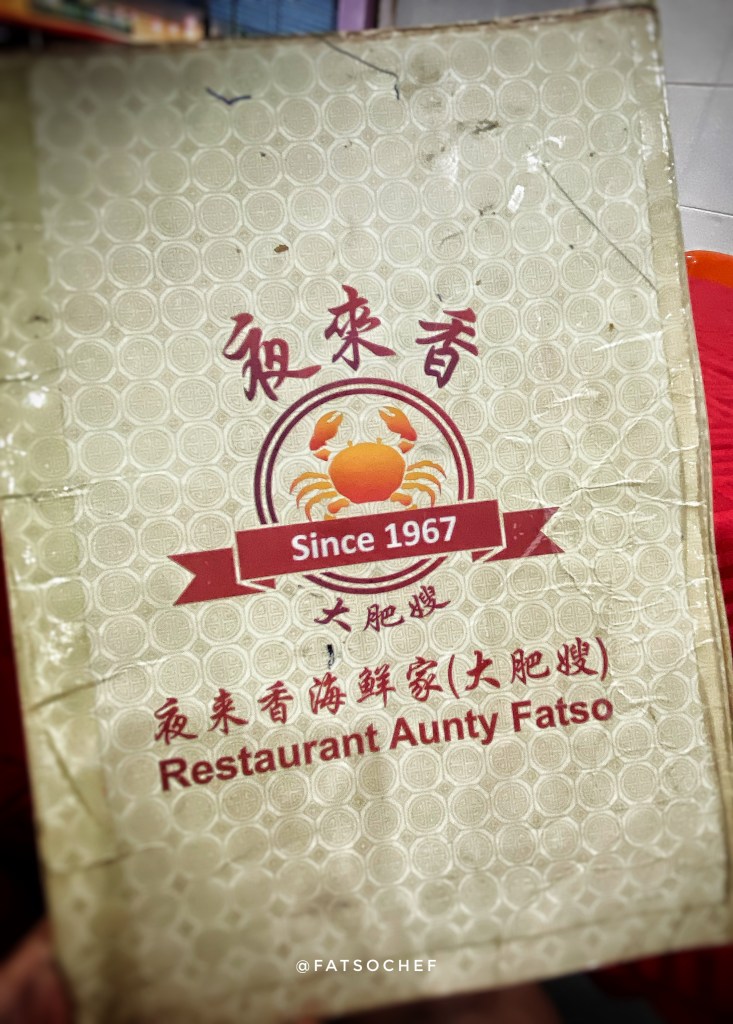 夜來香
Since 1967
大肥嫂
夜来香海鲜家(大肥嫂)
Restaurant Aunty Fatso
@FATSOCHEF